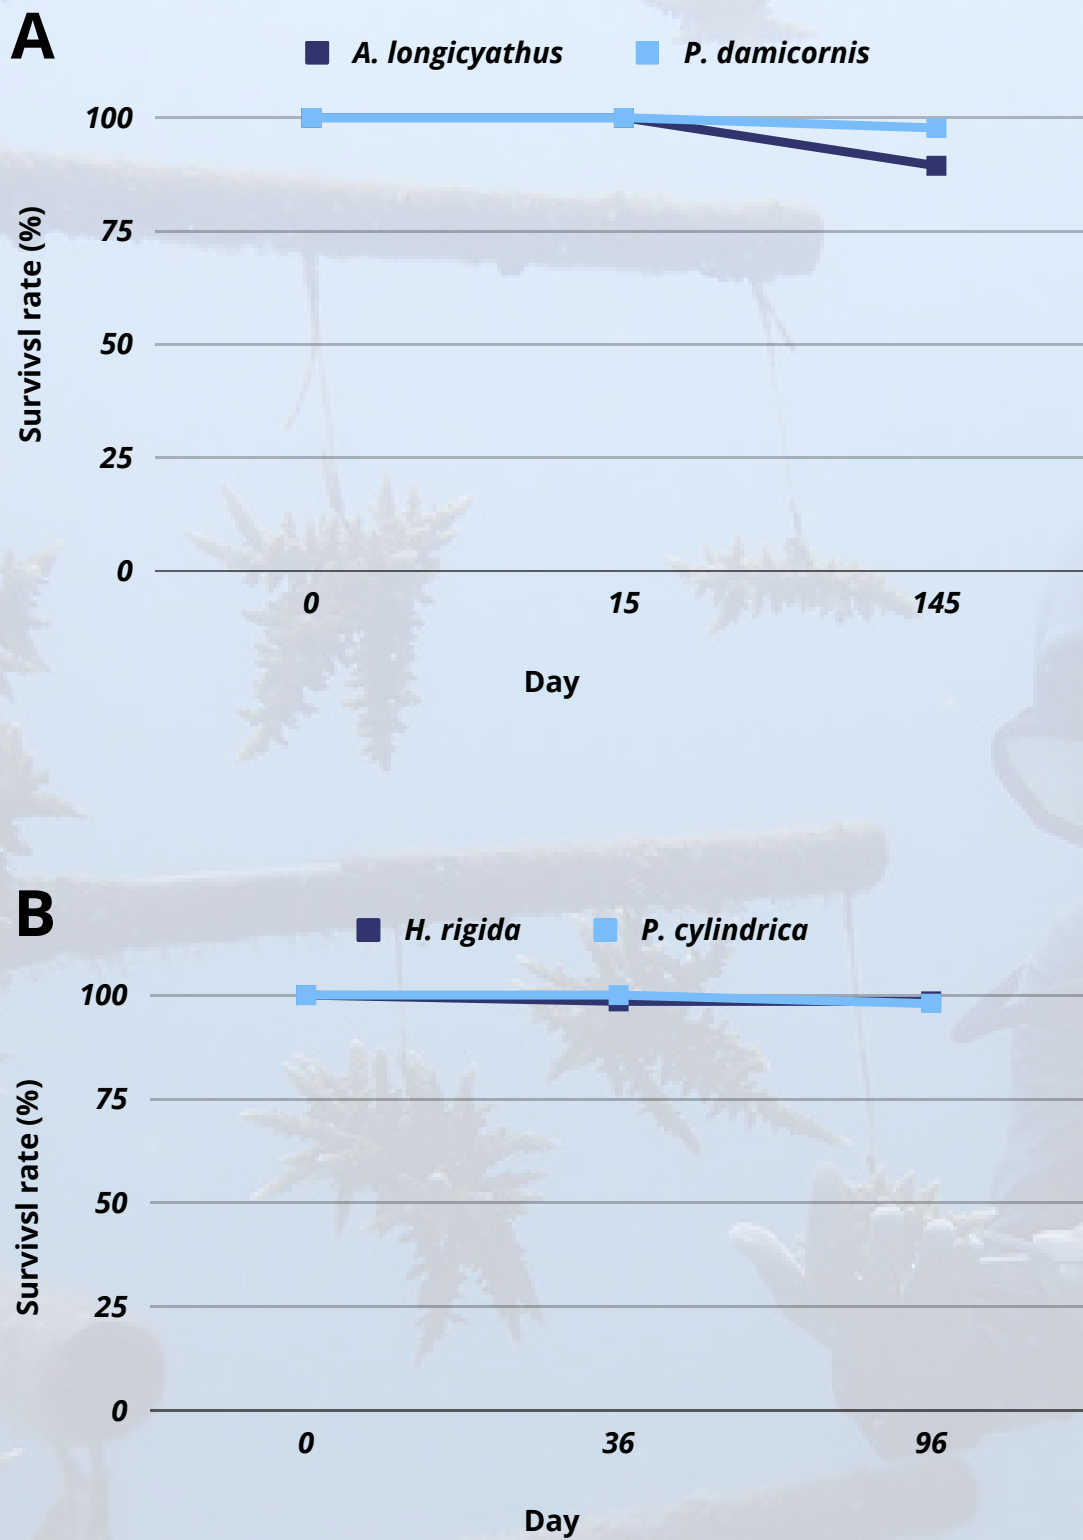 A
A. longicyathus P. damicornis
100
75
50
25
0
Survivsl rate (%)
0 15 145
Day
B
H. rigida P. cylindrica
100
75
50
25
0
Survivsl rate (%)
0 36 96
Day